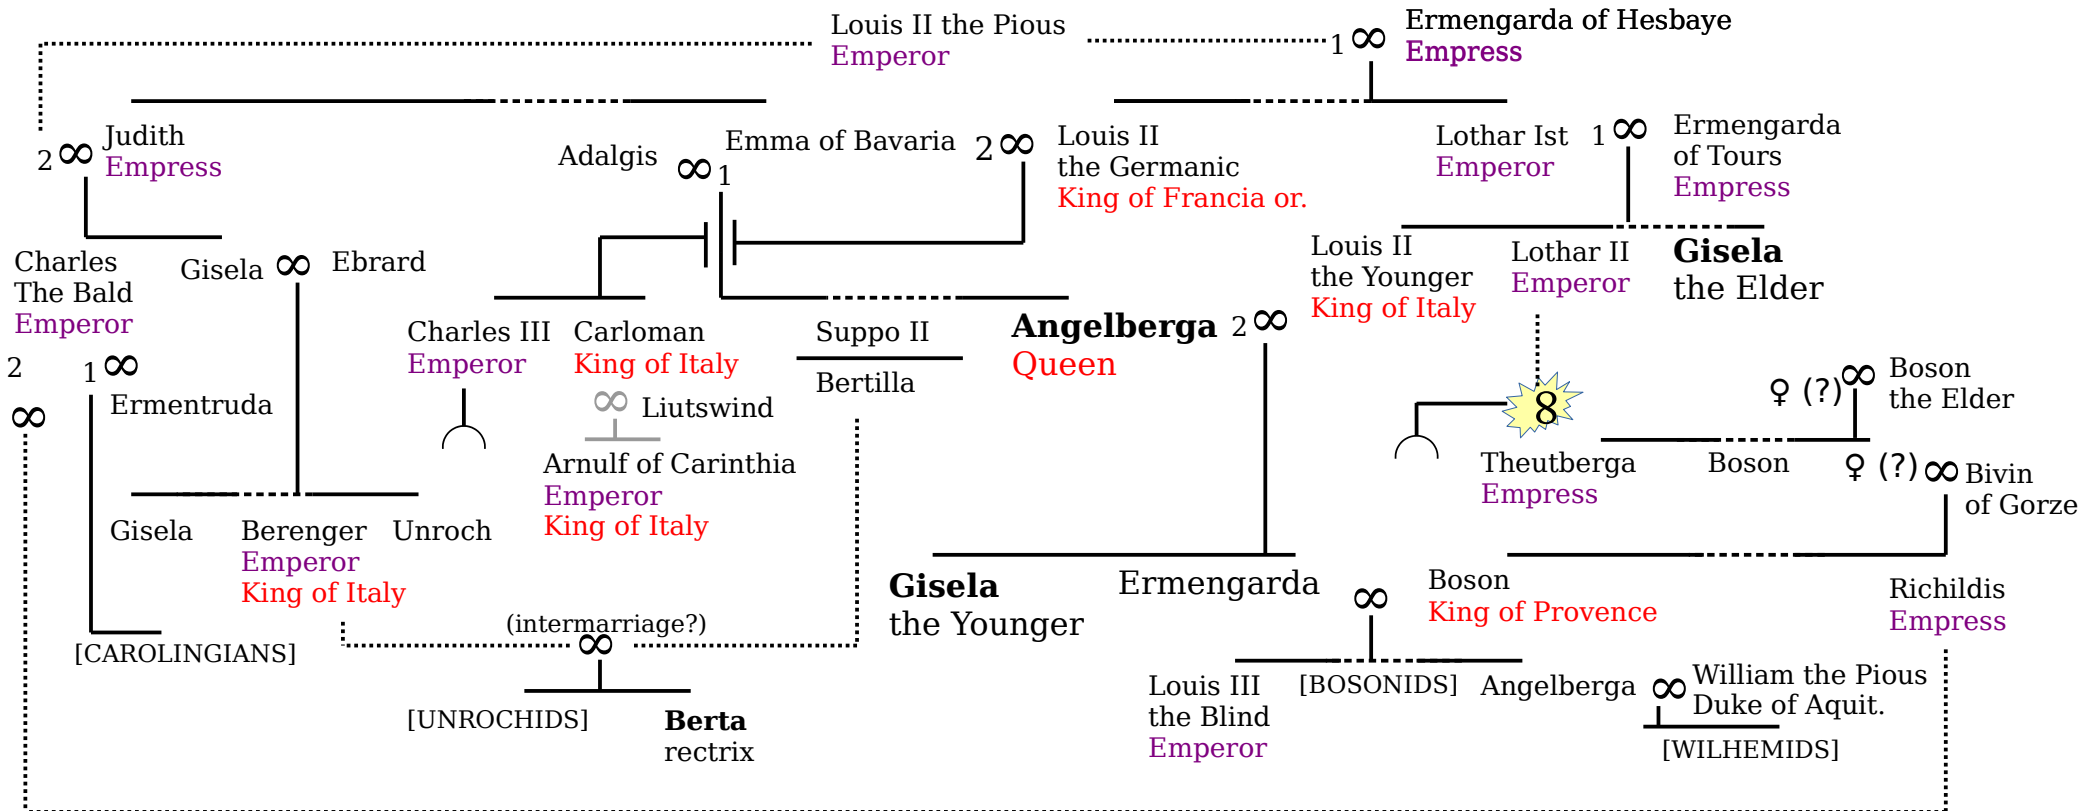 Louis II the Pious
Emperor
1
Ermengarda of Hesbaye
Empress
2
Judith
Empress
Adalgis
1
Emma of Bavaria
2
Louis II
the Germanic
King of Francia or.
Lothar Ist
Emperor
1
Ermengarda
of Tours
Empress
Charles
The Bald
Emperor
Gisela
Ebrard
Louis II
the Younger
King of Italy
Lothar II
Emperor
Gisela
the Elder
Charles III
Emperor
Carloman
King of Italy
Suppo II
Bertilla
Angelberga
Queen
2
2
1
Ermentruda
Liutswind
Arnulf of Carinthia
Emperor
King of Italy
♀ (?)
Boson
the Elder
Theutberga
Empress
Boson
♀ (?)
Bivin
of Gorze
Gisela
Berenger
Emperor
King of Italy
Unroch
Gisela
the Younger
Ermengarda
Boson
King of Provence
Richildis
Empress
(intermarriage?)
[CAROLINGIANS]
[UNROCHIDS]
Berta
rectrix
Louis III
the Blind
Emperor
[BOSONIDS]
Angelberga
William the Pious
Duke of Aquit.
[WILHEMIDS]